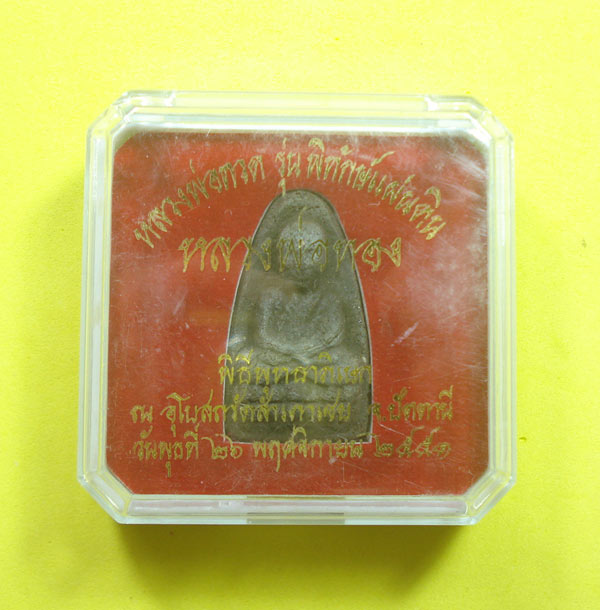 หลวงพ่อทวด รุ่น พิทักษ์แผ่นดิน
หลวงพ่อทอง
พิธีพุทธาภิเษก
ณ อุโบสถวัดสำเภาเชย จ.ปัตตานี
วันพุธที่ ๒๖ พฤศจิกายน ๒๕๕๑